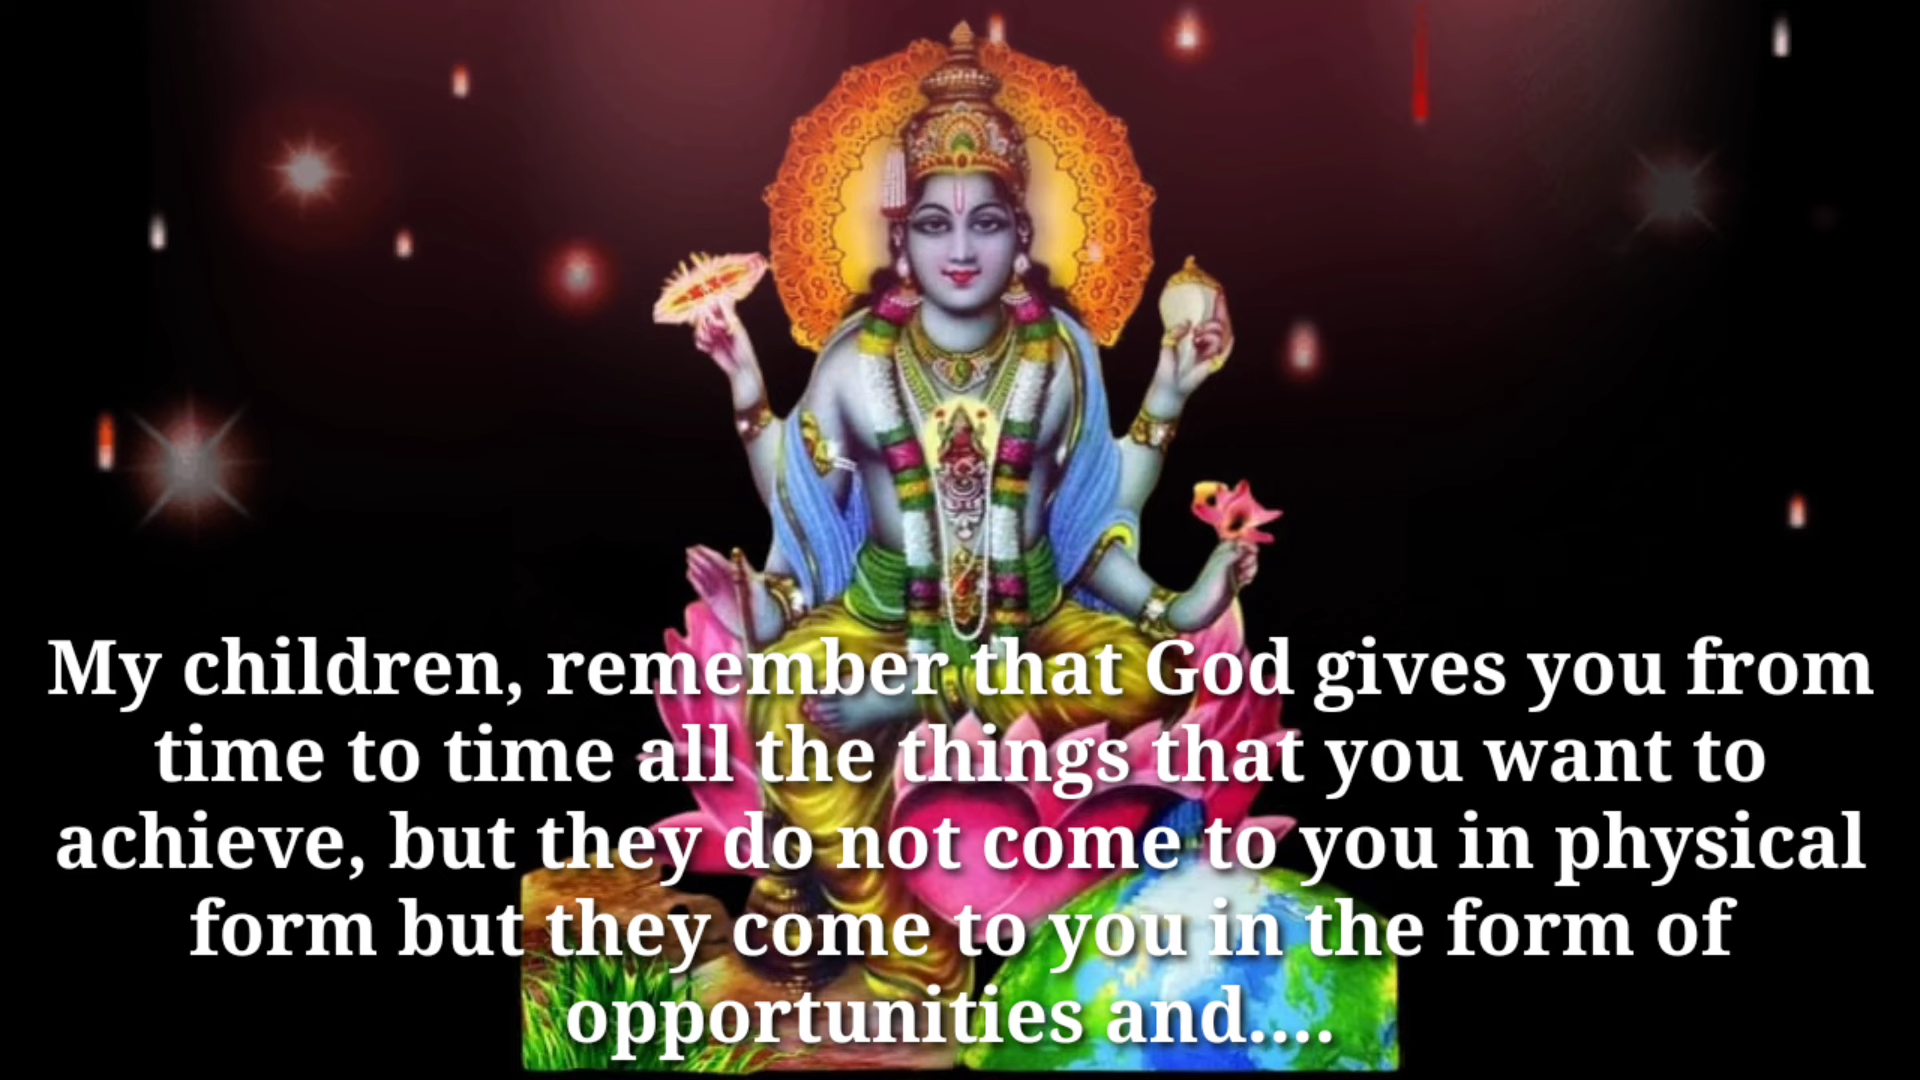 My children, remember that God gives you from
time to time all the things that you want to
achieve, but they do not come to you in physical
form but they come to you in the form of
opportunities and....